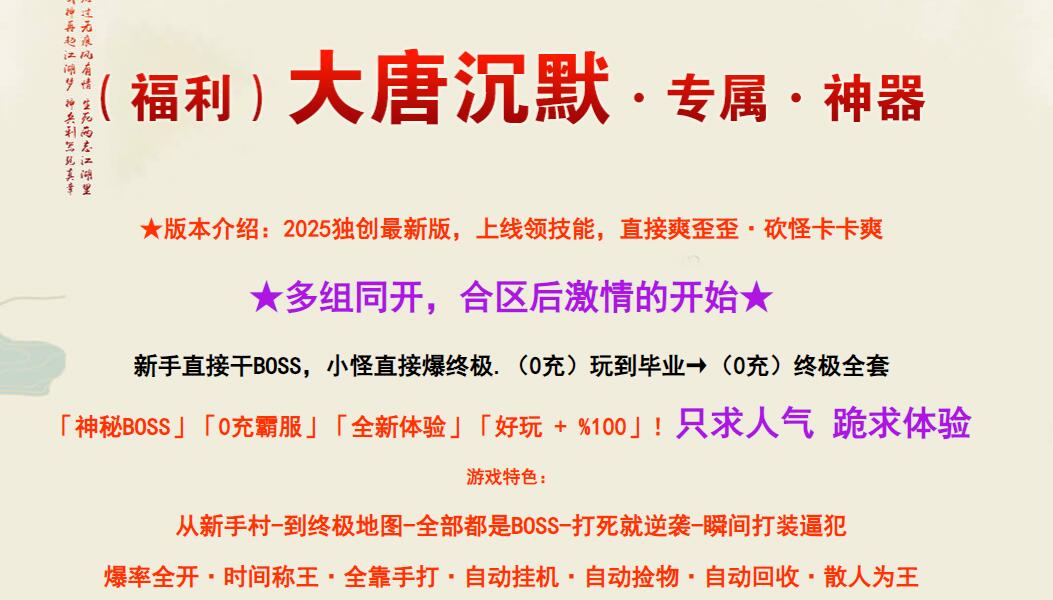 (福利)大唐沉默·专属·神器
★版本介绍：2025独创最新版，上线领技能，直接爽歪歪·砍怪卡卡爽
★多组同开，合区后激情的开始★
新手直接干BOSS，小怪直接爆终极.（0充）玩到毕业→（0充）终极全套
「神秘BOSS」「0充霸服」「全新体验」「好玩 + %100」! 只求人气 跪求体验
游戏特色：
从新手村-到终极地图-全部都是BOSS-打死就逆袭-瞬间打装逼犯
爆率全开·时间称王·全靠手打·自动挂机·自动捡物·自动回收·散人为王